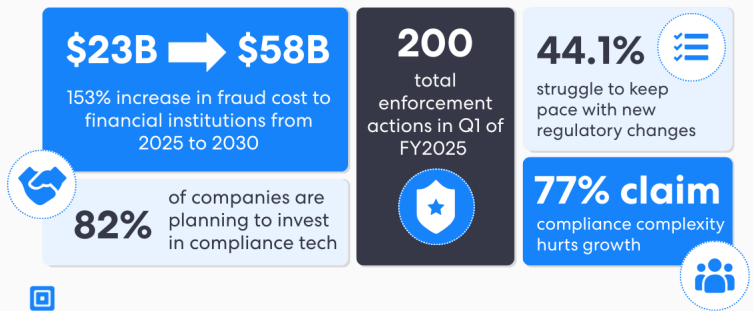 $23B $58B
153% increase in fraud cost to
financial institutions from
2025 to 2030
82%
of companies are
planning to invest
in compliance tech
200
total
enforcement
actions in Q1 of
FY2025
44.1%
struggle to keep
pace with new
regulatory changes
77% claim
compliance complexity
hurts growth